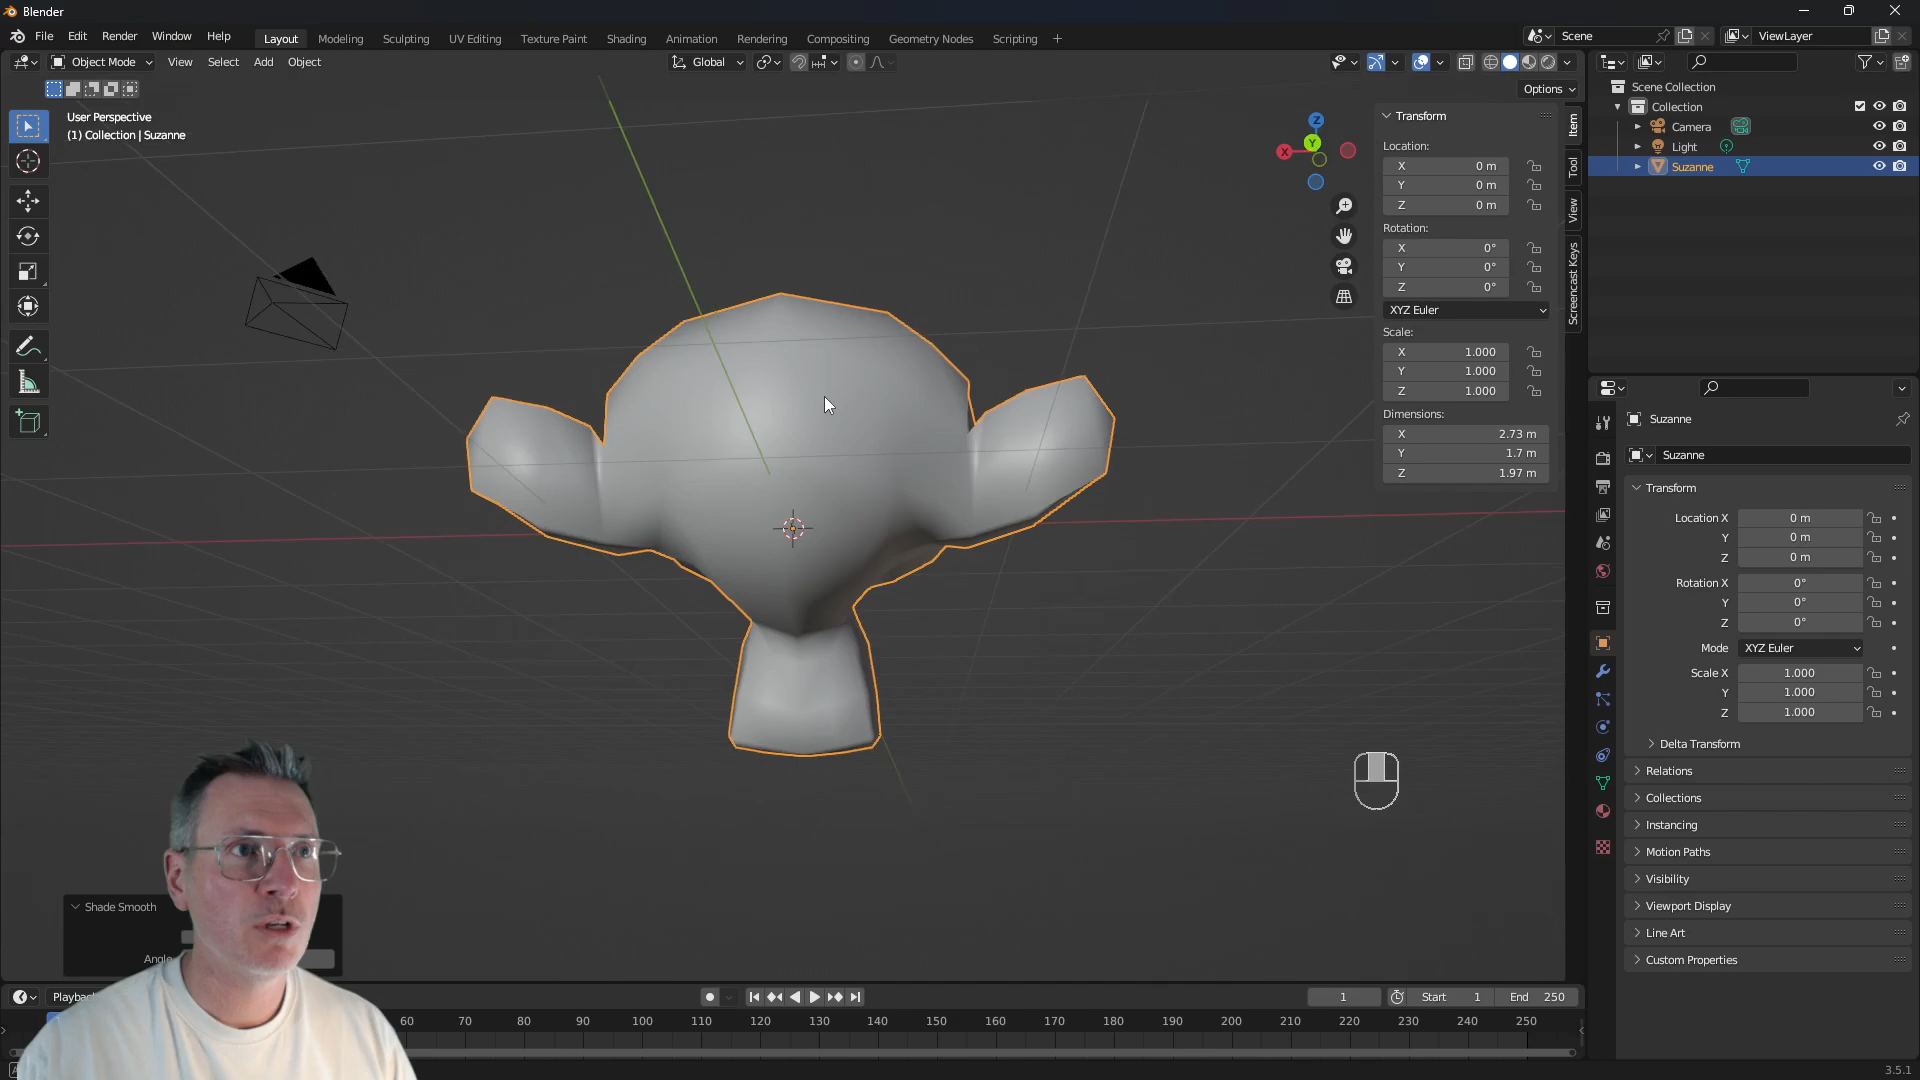 Blender
File Edit Render Window Help
Layout Modeling Sculpting UV Editing Texture Paint Shading Animation Rendering Compositing Geometry Nodes Scripting +
Scene
ViewLayer
Object Mode View Select Add Object
Global
Options
User Perspective
(1) Collection | Suzanne
Z
Y
X
Transform
Location:
X 0 m
Y 0 m
Z 0 m
Rotation:
X 0°
Y 0°
Z 0°
XYZ Euler
Scale:
X 1.000
Y 1.000
Z 1.000
Dimensions:
X 2.73 m
Y 1.7 m
Z 1.97 m
Item
Tool
View
Screencast Keys
Scene Collection
Collection
Camera
Light
Suzanne
Suzanne
Suzanne
Transform
Location X 0 m
Y 0 m
Z 0 m
Rotation X 0°
Y 0°
Z 0°
Mode XYZ Euler
Scale X 1.000
Y 1.000
Z 1.000
Delta Transform
Relations
Collections
Instancing
Motion Paths
Visibility
Viewport Display
Line Art
Custom Properties
Shade Smooth
Angle
1
Start 1
End 250
60 70 80 90 100 110 120 130 140 150 160 170 180 190 200 210 220 230 240 250
3.5.1